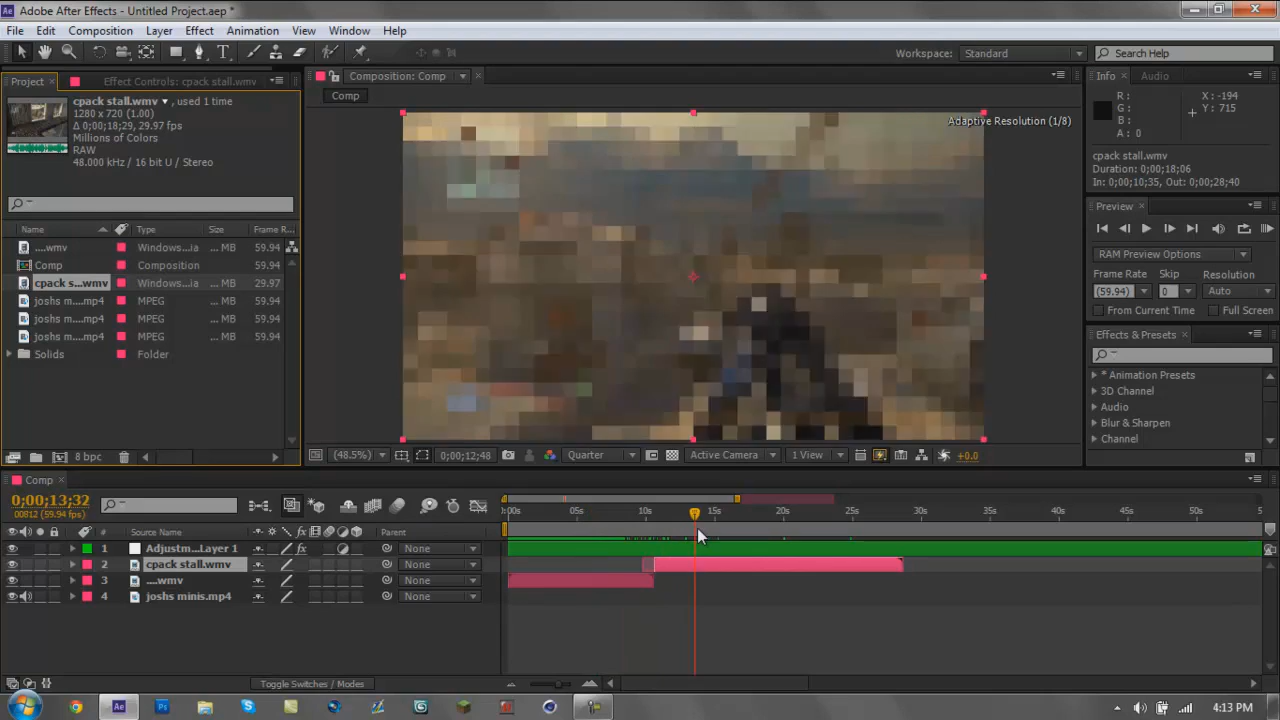 Adobe After Effects - Untitled Project.aep *
File Edit Composition Layer Effect Animation View Window Help
Workspace: Standard Search Help
Project Effect Controls: cpack stall.wmv
Composition: Comp
Info Audio
cpack stall.wmv , used 1 time
1280 x 720 (1.00)
Δ 0;00;18;29, 29.97 fps
Millions of Colors
RAW
48.000 kHz / 16 bit U / Stereo
Comp
Adaptive Resolution (1/8)
R :
G :
B :
A : 0
X : -194
Y : 715
cpack stall.wmv
Duration: 0;00;18;06
In: 0;00;10;35, Out: 0;00;28;40
Preview
RAM Preview Options
Frame Rate Skip Resolution
(59.94) 0 Auto
From Current Time Full Screen
Effects & Presets
* Animation Presets
3D Channel
Audio
Blur & Sharpen
Channel
Name Type Size Frame R...
....wmv Windows...ia ... MB 59.94
Comp Composition 59.94
cpack s...wmv Windows...ia ... MB 29.97
joshs m....mp4 MPEG ... MB 59.94
joshs m....mp4 MPEG ... MB 59.94
joshs m....mp4 MPEG ... MB 59.94
Solids Folder
8 bpc
(48.5%) 0;00;12;48 Quarter Active Camera 1 View +0.0
Comp
0;00;13;32
00812 (59.94 fps)
# Source Name Parent
):00s 05s 10s 15s 20s 25s 30s 35s 40s 45s 50s 55s
1 Adjustm...Layer 1 None
2 cpack stall.wmv None
3 ....wmv None
4 joshs minis.mp4 None
Toggle Switches / Modes
4:13 PM